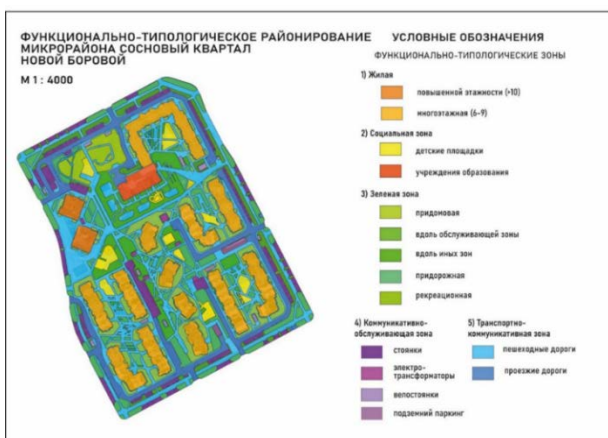 ФУНКЦИОНАЛЬНО-ТИПОЛОГИЧЕСКОЕ РАЙОНИРОВАНИЕ
МИКРОРАЙОНА СОСНОВЫЙ КВАРТАЛ
НОВОЙ БОРОВОЙ
М 1 : 4000
УСЛОВНЫЕ ОБОЗНАЧЕНИЯ
ФУНКЦИОНАЛЬНО-ТИПОЛОГИЧЕСКИЕ ЗОНЫ
1) Жилая
повышенной этажности (>10)
многоэтажная (6-9)
2) Социальная зона
детские площадки
учреждения образования
3) Зеленая зона
придомовая
вдоль обслуживающей зоны
вдоль иных зон
придорожная
рекреационная
4) Коммуникативно-
обслуживающая зона
стоянки
электро-
трансформаторы
велостоянки
подземний паркинг
5) Транспортно-
коммуникативная зона
пешеходные дороги
проезжие дороги